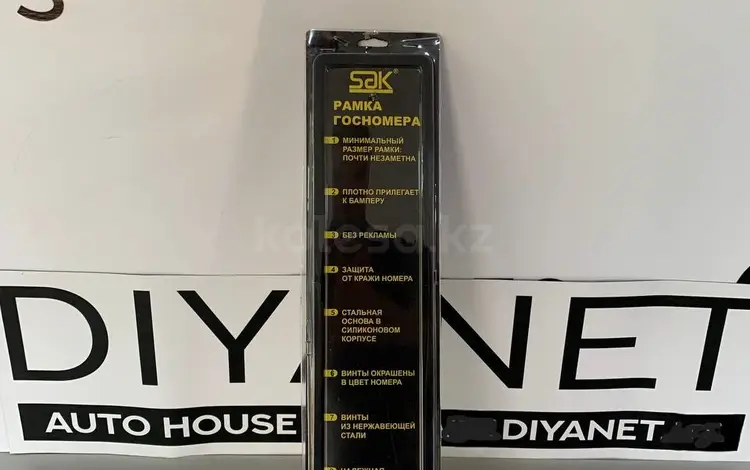 SAK®
РАМКА
ГОСНОМЕРА
1 МИНИМАЛЬНЫЙ
РАЗМЕР РАМКИ:
ПОЧТИ НЕЗАМЕТНА
2 ПЛОТНО ПРИЛЕГАЕТ
К БАМПЕРУ
3 БЕЗ РЕКЛАМЫ
4 ЗАЩИТА
ОТ КРАЖИ НОМЕРА
5 СТАЛЬНАЯ
ОСНОВА В
СИЛИКОНОВОМ
КОРПУСЕ
6 ВИНТЫ ОКРАШЕНЫ
В ЦВЕТ НОМЕРА
7 ВИНТЫ
ИЗ НЕРЖАВЕЮЩЕЙ
СТАЛИ
НАДЕЖНАЯ
kolesa.kz
DIYANET
AUTO HOUSE
DIYANET